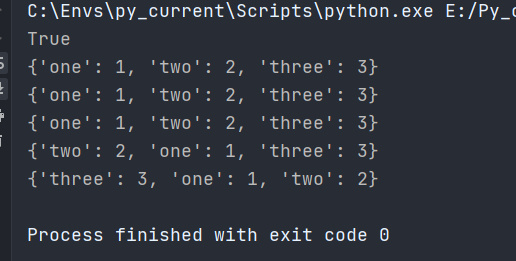 C:\Envs\py_current\Scripts\python.exe E:/Py_
True
{'one': 1, 'two': 2, 'three': 3}
{'one': 1, 'two': 2, 'three': 3}
{'one': 1, 'two': 2, 'three': 3}
{'two': 2, 'one': 1, 'three': 3}
{'three': 3, 'one': 1, 'two': 2}
Process finished with exit code 0